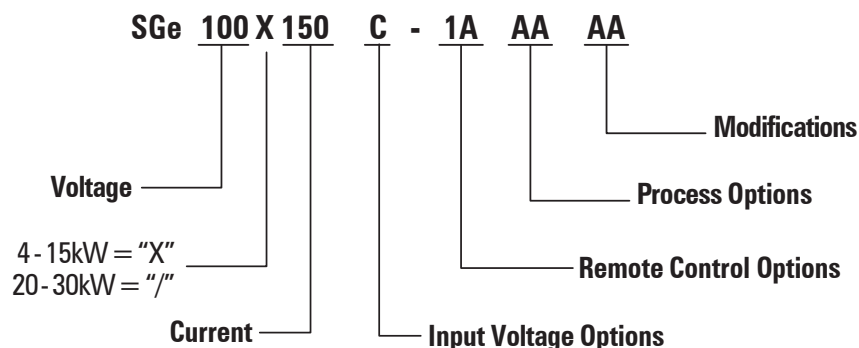 SGe 100 X 150 C - 1A AA AA
Modifications
Voltage
Process Options
4-15kW = “X”
20-30kW = “/”
Remote Control Options
Current
Input Voltage Options